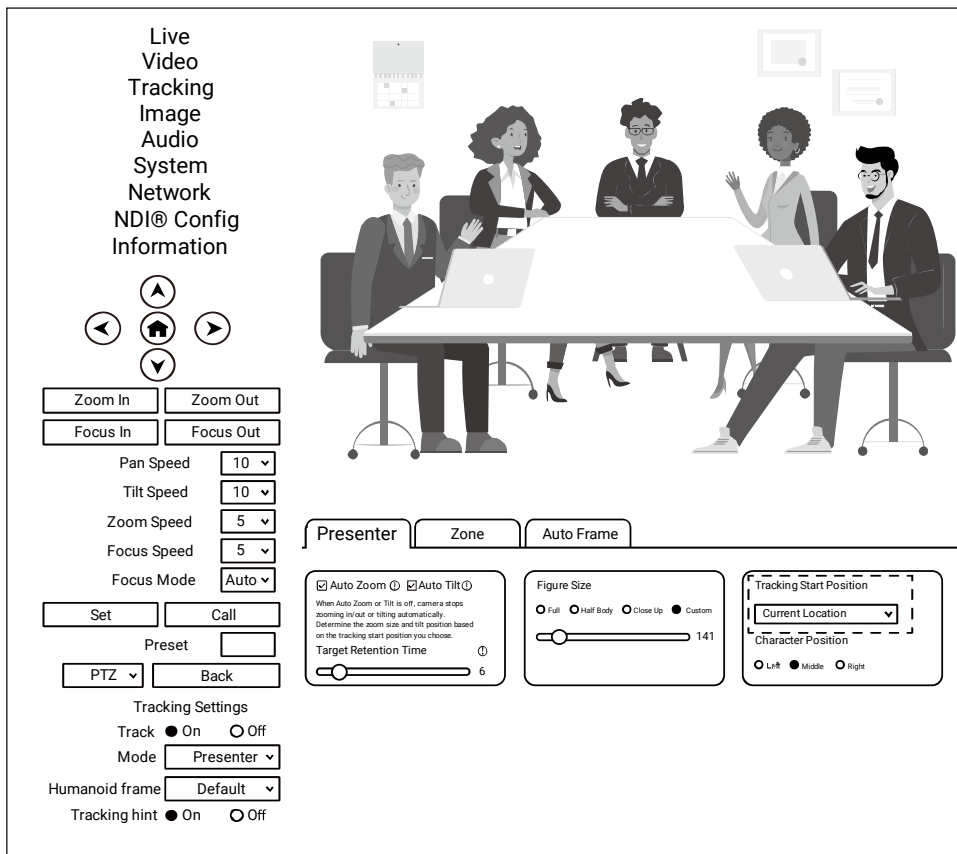 Live
Video
Tracking
Image
Audio
System
Network
NDI® Config
Information
Zoom In Zoom Out
Focus In Focus Out
Pan Speed 10
Tilt Speed 10
Zoom Speed 5
Focus Speed 5
Focus Mode Auto
Set Call
Preset
PTZ Back
Tracking Settings
Track On Off
Mode Presenter
Humanoid frame Default
Tracking hint On Off
Presenter Zone Auto Frame
Auto Zoom Auto Tilt
When Auto Zoom or Tilt is off, camera stops
zooming in/out or tilting automatically.
Determine the zoom size and tilt position based
on the tracking start position you choose.
Target Retention Time
6
Figure Size
Full Half Body Close Up Custom
141
Tracking Start Position
Current Location
Character Position
Middle Right